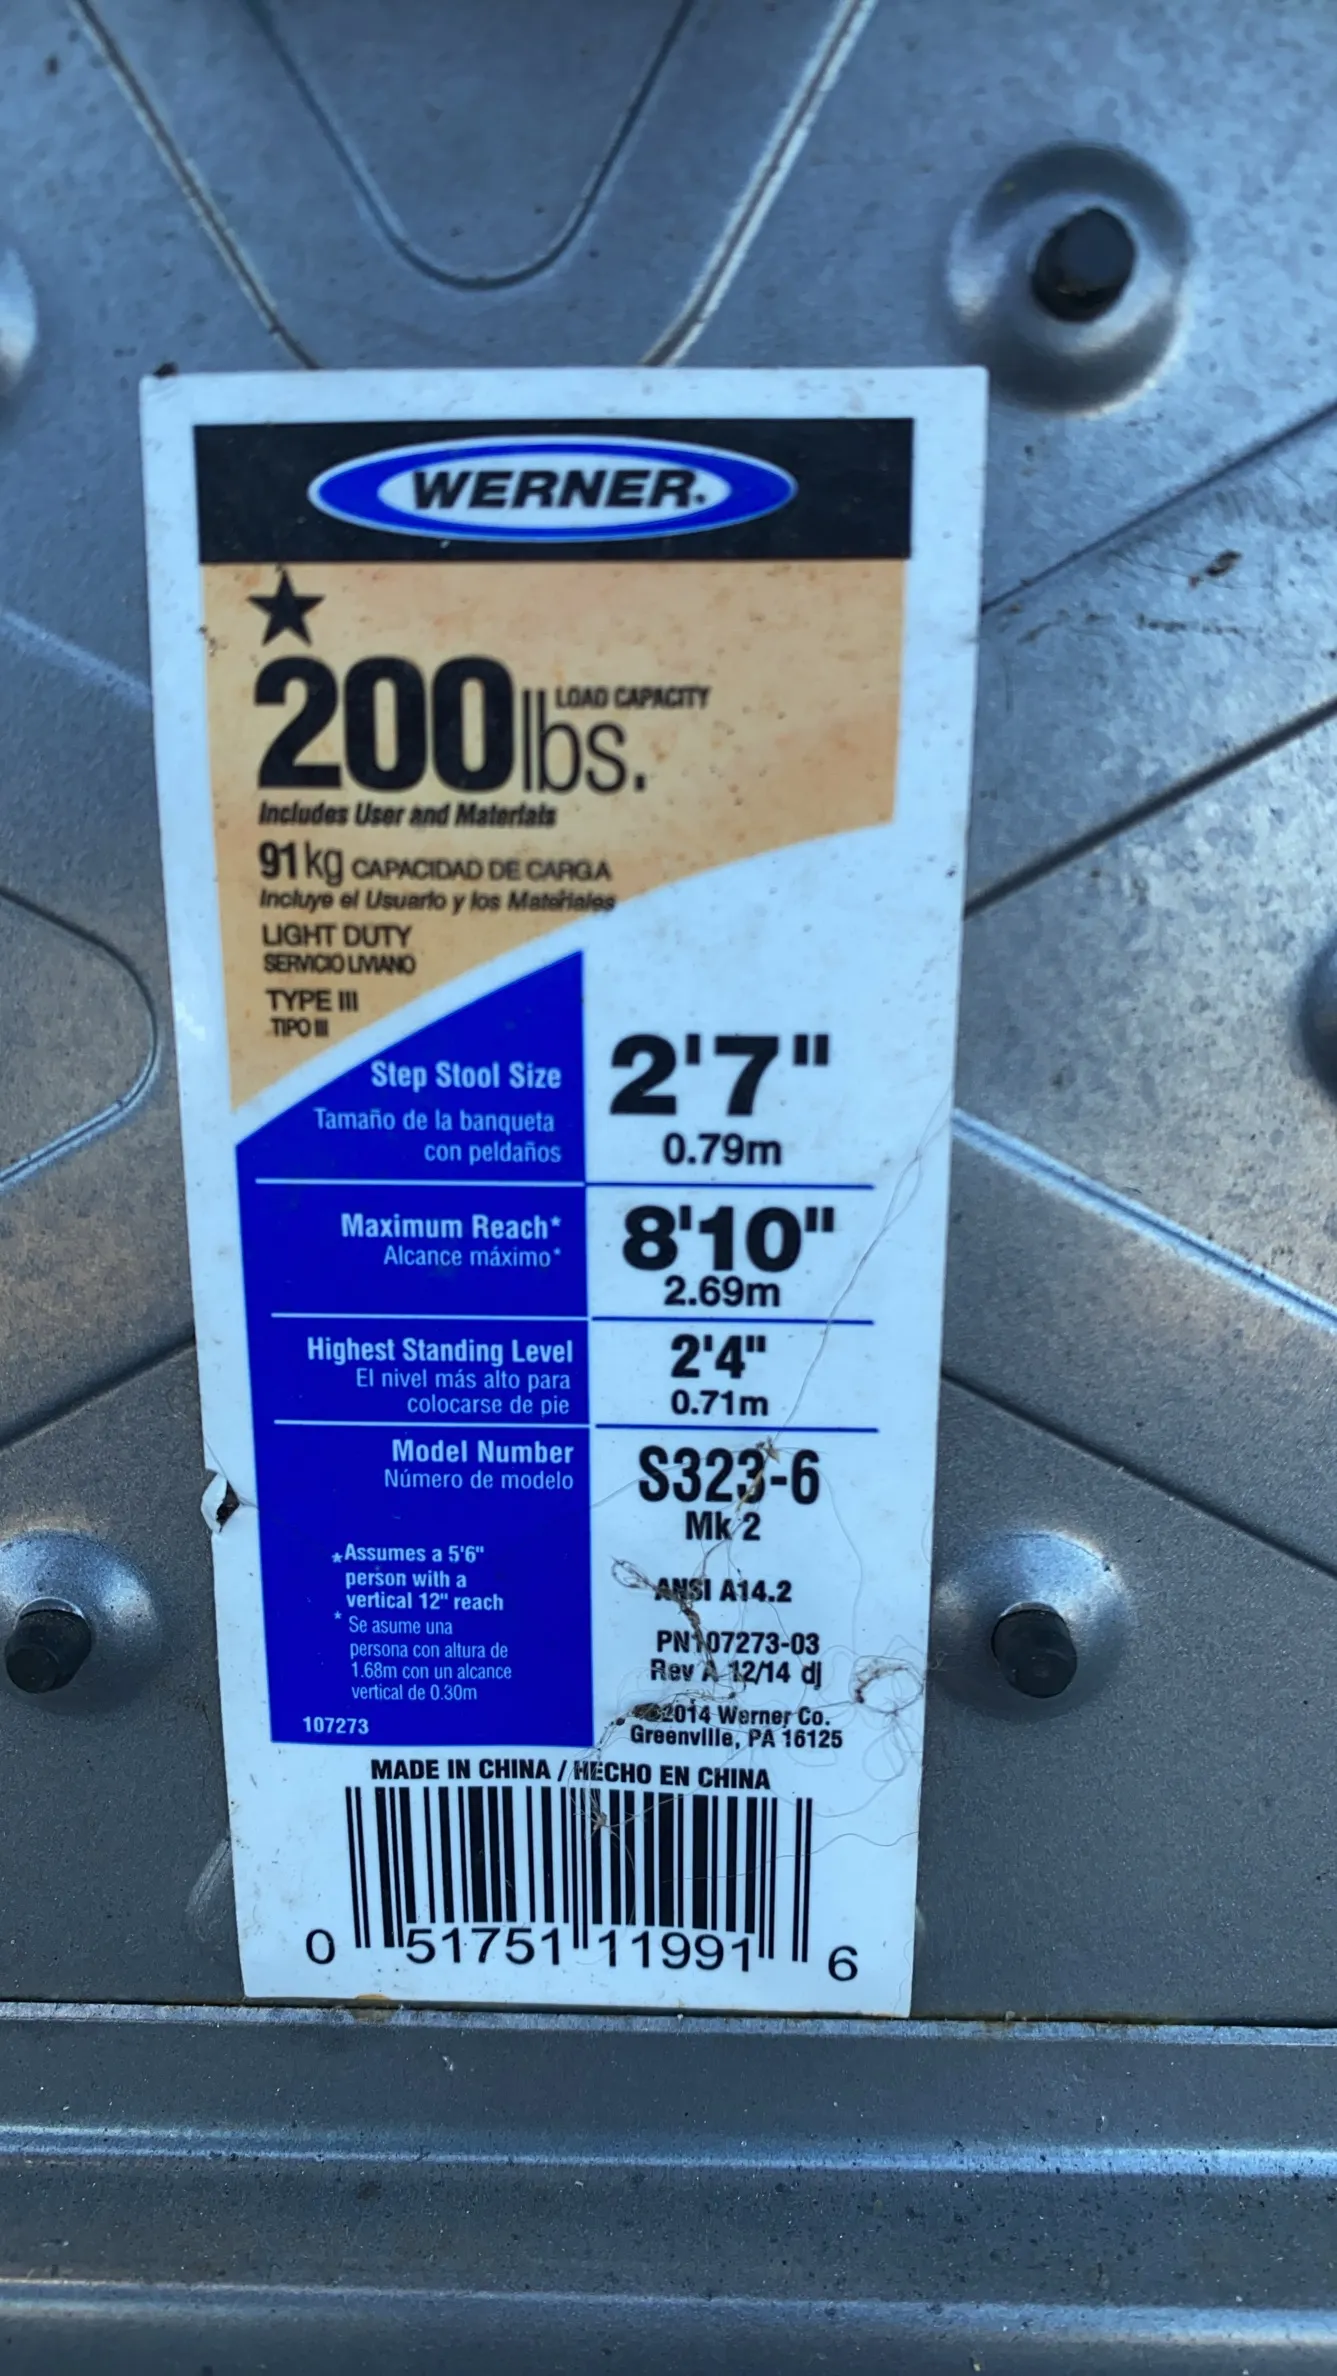 WERNER
200 lbs. LOAD CAPACITY
Includes User and Materials
91 kg CAPACIDAD DE CARGA
Incluye el Usuario y los Materiales
LIGHT DUTY
SERVICIO LIVIANO
TYPE III
TIPO III
Step Stool Size 2'7"
Tamaño de la banqueta
con peldaños 0.79m
Maximum Reach* 8'10"
Alcance máximo* 2.69m
Highest Standing Level 2'4"
El nivel más alto para
colocarse de pie 0.71m
Model Number S323-6
Número de modelo Mk 2
*Assumes a 5'6"
person with a
vertical 12" reach
* Se asume una
persona con altura de
1.68m con un alcance
vertical de 0.30m
107273
ANSI A14.2
PN107273-03
Rev A 12/14 dj
©2014 Werner Co.
Greenville, PA 16125
MADE IN CHINA / HECHO EN CHINA
0 51751 11991 6